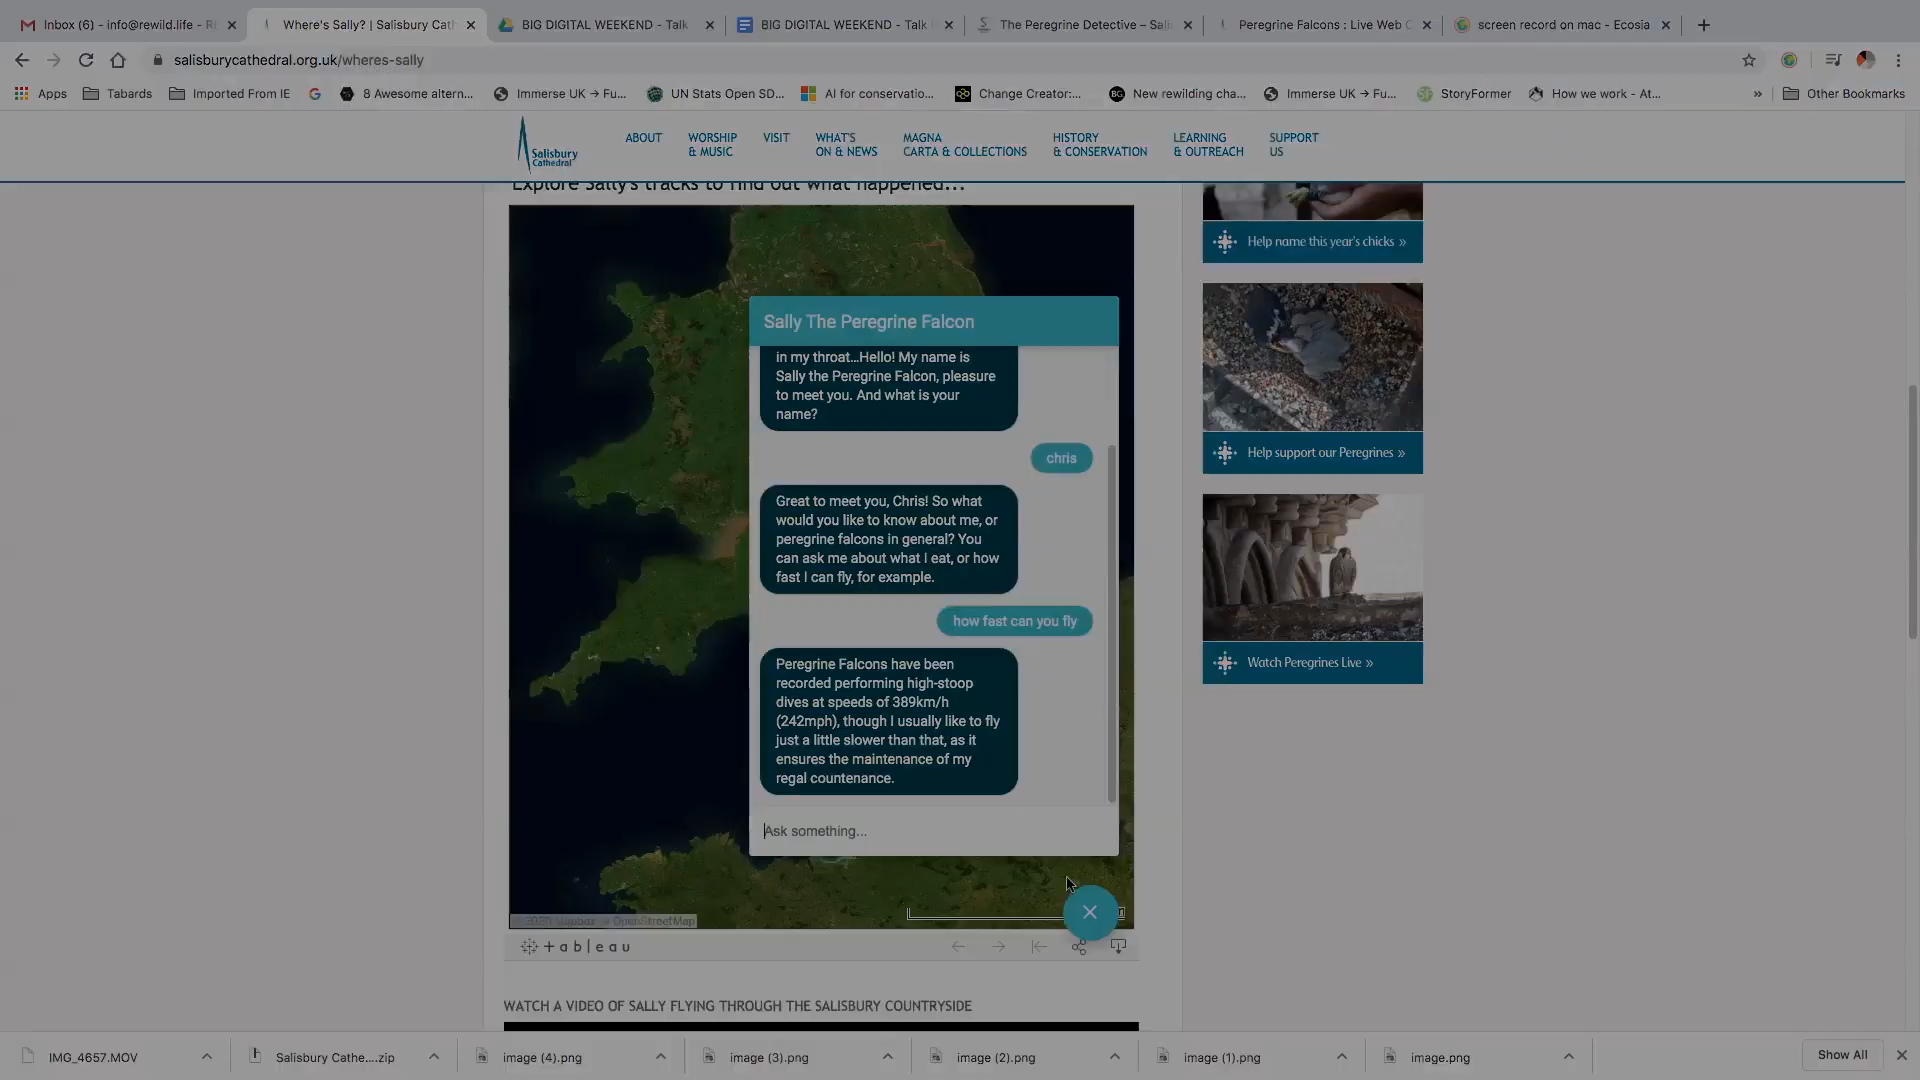 Inbox (6) - info@rewild.life - R
Where's Sally? | Salisbury Cath
BIG DIGITAL WEEKEND - Talk
BIG DIGITAL WEEKEND - Talk
The Peregrine Detective – Sali
Peregrine Falcons : Live Web C
screen record on mac - Ecosia
salisburycathedral.org.uk/wheres-sally
Apps
Tabards
Imported From IE
8 Awesome altern...
Immerse UK → Fu...
UN Stats Open SD...
AI for conservatio...
Change Creator:...
New rewilding cha...
Immerse UK → Fu...
StoryFormer
How we work - At...
»
Other Bookmarks
Salisbury
Cathedral
ABOUT
WORSHIP
& MUSIC
VISIT
WHAT'S
ON & NEWS
MAGNA
CARTA & COLLECTIONS
HISTORY
& CONSERVATION
LEARNING
& OUTREACH
SUPPORT
US
Explore Sally's tracks to find out what happened...
Help name this year's chicks »
Help support our Peregrines »
Watch Peregrines Live »
Sally The Peregrine Falcon
in my throat...Hello! My name is
Sally the Peregrine Falcon, pleasure
to meet you. And what is your
name?
chris
Great to meet you, Chris! So what
would you like to know about me, or
peregrine falcons in general? You
can ask me about what I eat, or how
fast I can fly, for example.
how fast can you fly
Peregrine Falcons have been
recorded performing high-stoop
dives at speeds of 389km/h
(242mph), though I usually like to fly
just a little slower than that, as it
ensures the maintenance of my
regal countenance.
Ask something...
© 2020 Mapbox © OpenStreetMap
+ a b | e a u
WATCH A VIDEO OF SALLY FLYING THROUGH THE SALISBURY COUNTRYSIDE
IMG_4657.MOV
Salisbury Cathe....zip
image (4).png
image (3).png
image (2).png
image (1).png
image.png
Show All